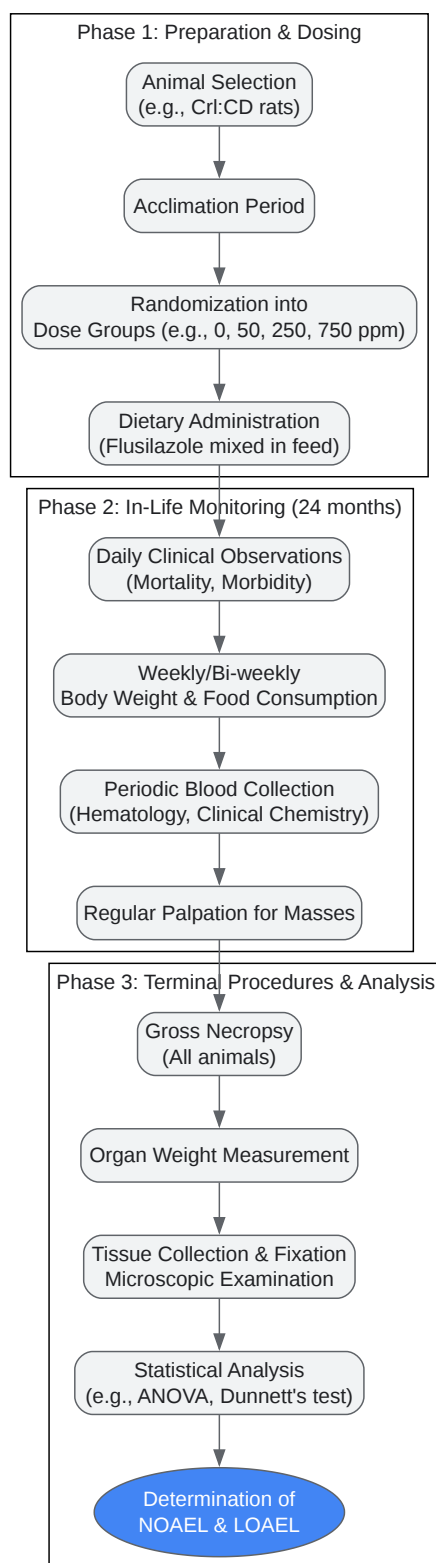 Phase 1: Preparation & Dosing
Animal Selection
(e.g., Crl:CD rats)
Acclimation Period
Randomization into
Dose Groups (e.g., 0, 50, 250, 750 ppm)
Dietary Administration
(Flusilazole mixed in feed)
Phase 2: In-Life Monitoring (24 months)
Daily Clinical Observations
(Mortality, Morbidity)
Weekly/Bi-weekly
Body Weight & Food Consumption
Periodic Blood Collection
(Hematology, Clinical Chemistry)
Regular Palpation for Masses
Phase 3: Terminal Procedures & Analysis
Gross Necropsy
(All animals)
Organ Weight Measurement
Tissue Collection & Fixation
Microscopic Examination
Statistical Analysis
(e.g., ANOVA, Dunnett's test)
Determination of
NOAEL & LOAEL